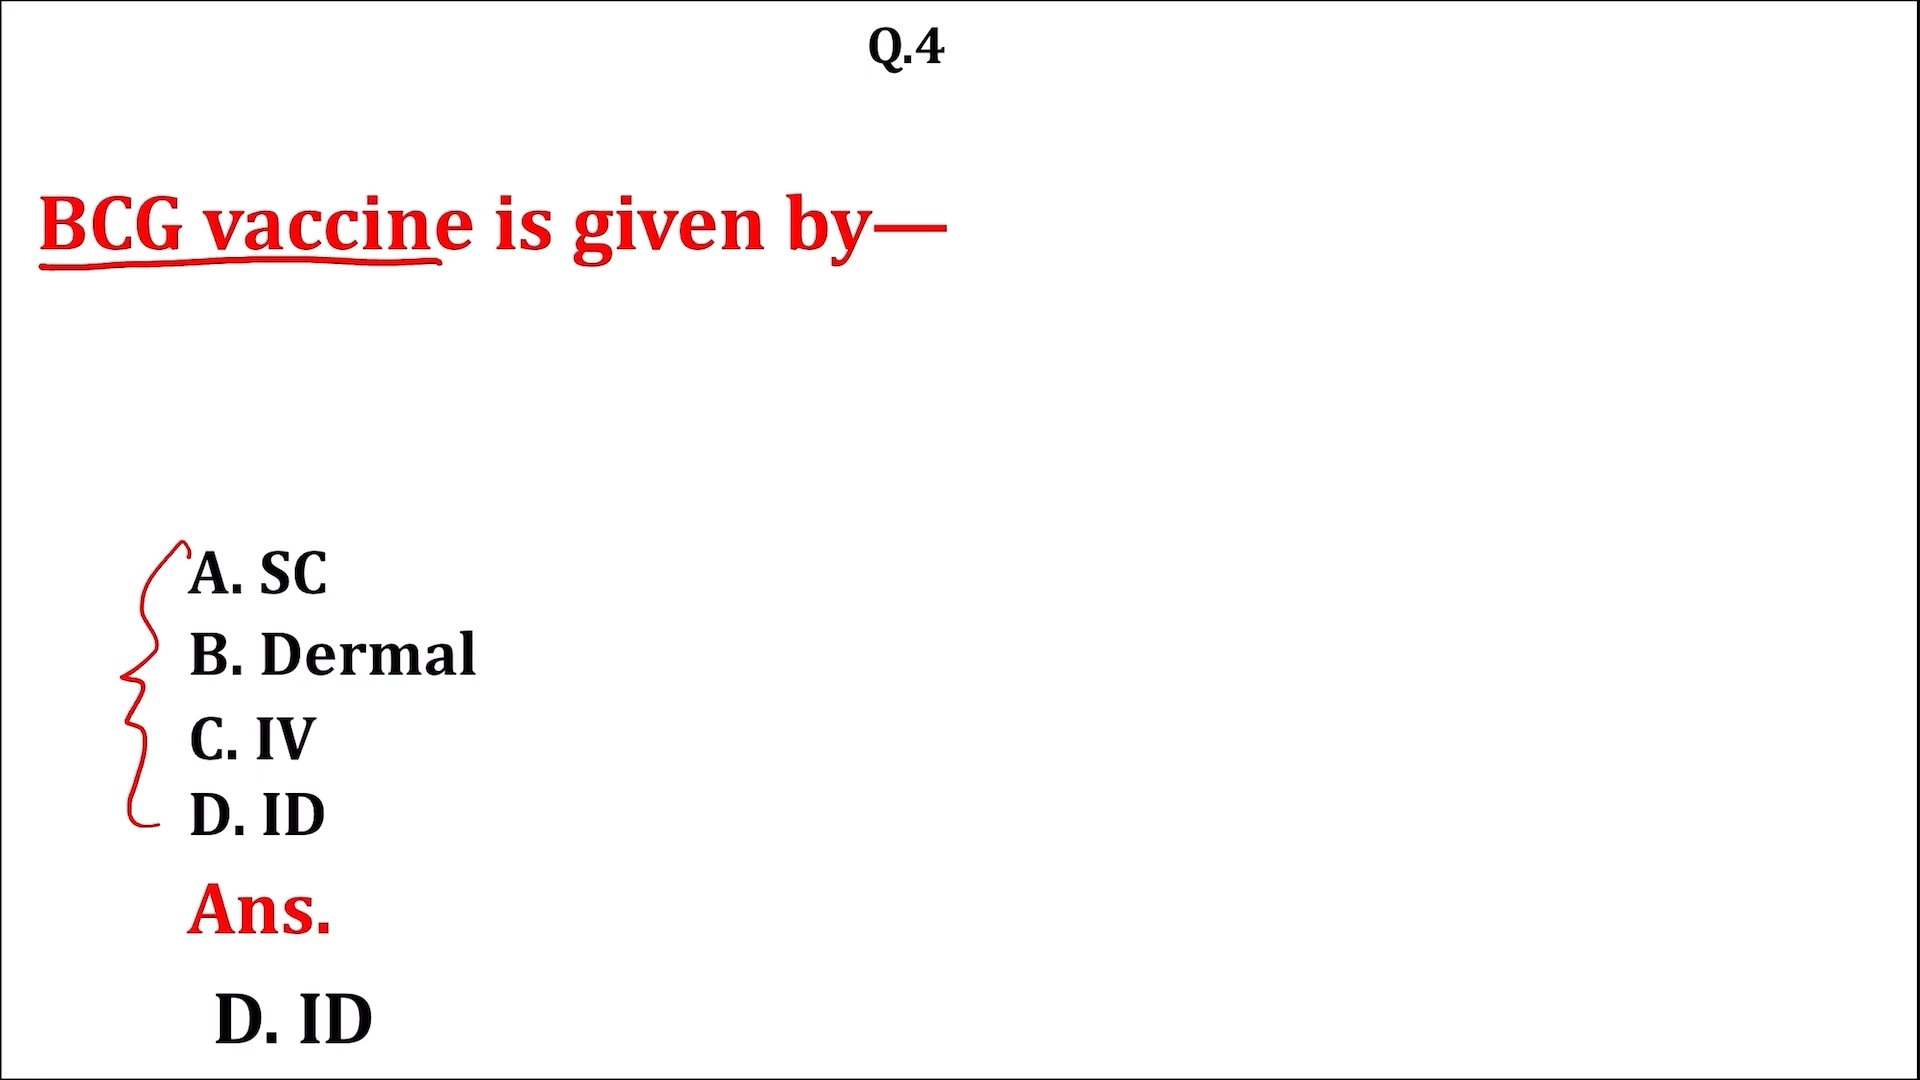 Q.4
BCG vaccine is given by—
A. SC
B. Dermal
C. IV
D. ID
Ans.
D. ID